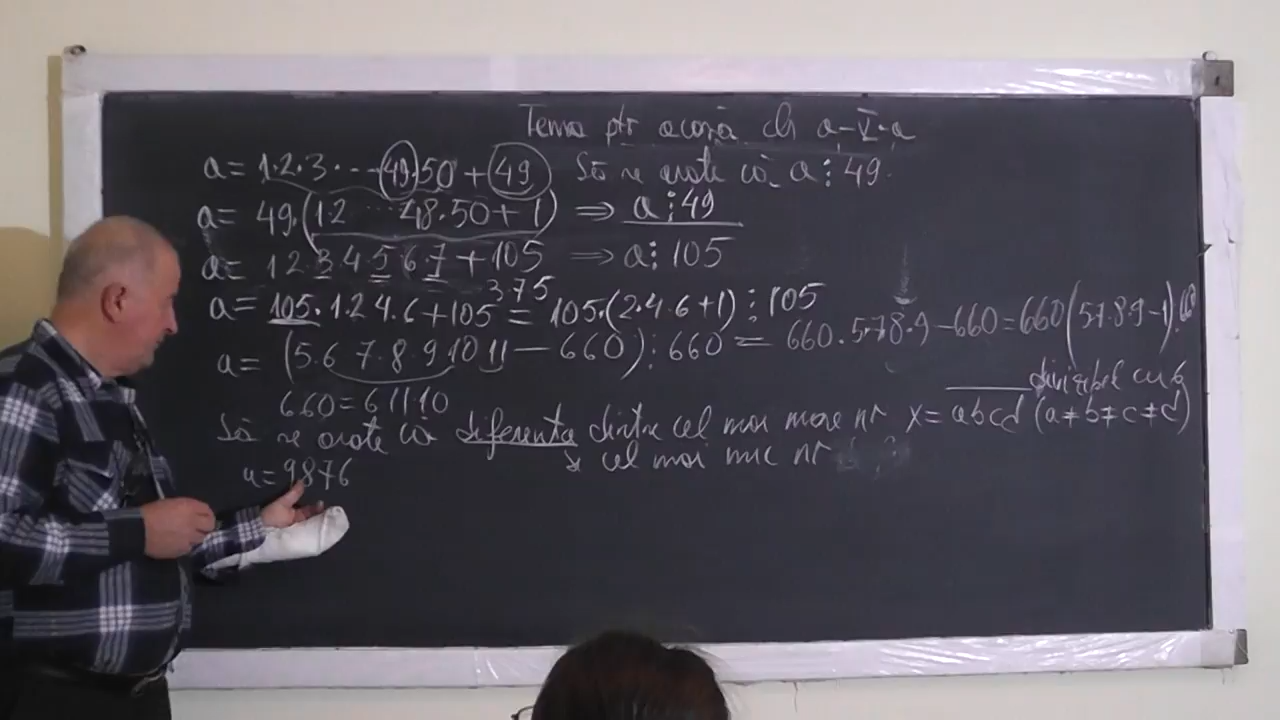 Tema ptr acasă cls a-V-a
a= 1·2·3·...·49·50+49 Să se arate că a⋮49.
a= 49·(1·2 ... 48·50+1) ⇒ a⋮49
a= 1 2 3 4 5 6 7 + 105 ⇒ a⋮105
3·7·5
a= 105·1·2·4·6+105 = 105·(2·4·6+1)⋮105
a= (5·6 7·8·9 10 11 − 660)⋮660 = 660·5·7·8·9−660=660(5·7·8·9−1)⋮660
divizibil cu 6
660=6·11·10
Să se arate că diferența dintre cel mai mare nr x= abcd (a≠b≠c≠d)
și cel mai mic nr
a=9876